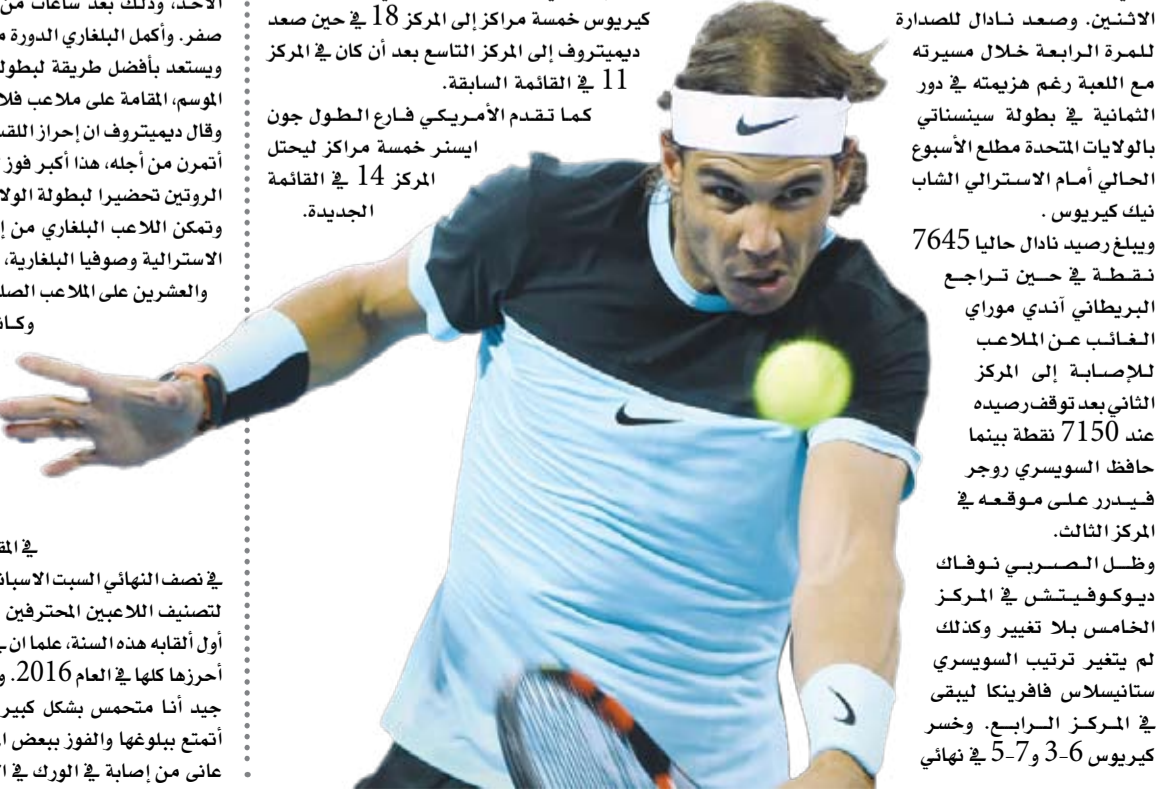 الاثنين. وصعد نادال للصدارة
للمرة الرابعة خلال مسيرته
مع اللعبة رغم هزيمته في دور
الثمانية في بطولة سينسناتي
بالولايات المتحدة مطلع الأسبوع
الحالي أمام الاسترالي الشاب
نيك كيريوس .
ويبلغ رصيد نادال حاليا 7645
نقطة في حين تراجع
البريطاني آندي موراي
الغائب عن الملاعب
للإصابة إلى المركز
الثاني بعد توقف رصيده
عند 7150 نقطة بينما
حافظ السويسري روجر
فيدرر على موقعه في
المركز الثالث.
وظل الصربي نوفاك
ديوكوفيتش في المركز
الخامس بلا تغيير وكذلك
لم يتغير ترتيب السويسري
ستانيسلاس فافرينكا ليبقى
في المركز الرابع. وخسر
كيريوس 6-3 و7-5 في نهائي
كيريوس خمسة مراكز إلى المركز 18 في حين صعد
ديميتروف إلى المركز التاسع بعد أن كان في المركز
11 في القائمة السابقة.
كما تقدم الأمريكي فارع الطول جون
ايسنر خمسة مراكز ليحتل
المركز 14 في القائمة
الجديدة.
الأحد، وذلك بعد ساعات من
صفر. وأكمل البلغاري الدورة
ويستعد بأفضل طريقة
الموسم، المقامة على ملاعب
وقال ديميتروف ان إحراز
أتمرن من أجله، هذا أكبر فوز
الروتين تحضيرا لبطولة
وتمكن اللاعب البلغاري من
الاسترالية وصوفيا البلغارية،
والعشرين على الملاعب
في نصف النهائي السبت
لتصنيف اللاعبين المحترفين
أول ألقابه هذه السنة، علما ان
أحرزها كلها في العام 2016.
جيد أنا متحمس بشكل كبير
أتمتع ببلوغها والفوز ببعض
عانى من إصابة في الورك في